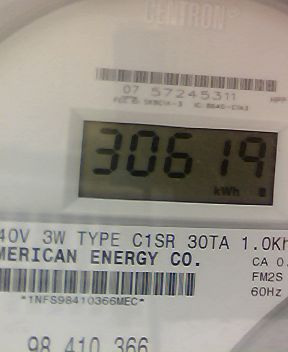 CENTRON®
07 57245311
30619
kWh
40V 3W TYPE C1SR 30TA 1.0Kh
MERICAN ENERGY CO.
CA 0.
FM2S
60Hz
*1NFS98410366MEC*
98 410 366